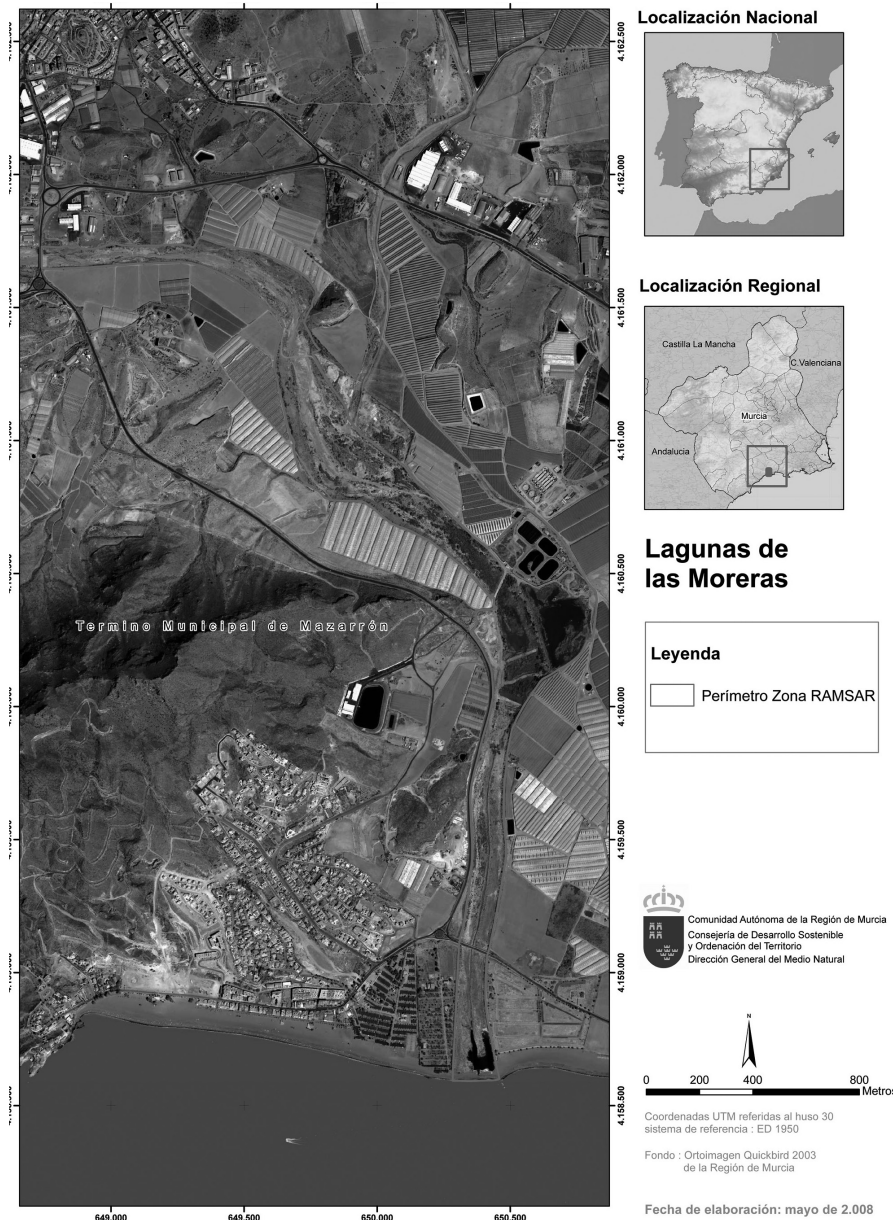 Localización Nacional
Localización Regional
Castilla La Mancha
C.Valenciana
Murcia
Andalucia
Lagunas de
las Moreras
Leyenda
Perímetro Zona RAMSAR
Termino Municipal de Mazarrón
Comunidad Autónoma de la Región de Murcia
Consejería de Desarrollo Sostenible
y Ordenación del Territorio
Dirección General del Medio Natural
N
0 200 400 800
Metros
Coordenadas UTM referidas al huso 30
sistema de referencia : ED 1950
Fondo : Ortoimagen Quickbird 2003
de la Región de Murcia
Fecha de elaboración: mayo de 2.008
4.162.500
4.162.000
4.161.500
4.161.000
4.160.500
4.160.000
4.159.500
4.159.000
4.158.500
649.000
649.500
650.000
650.500